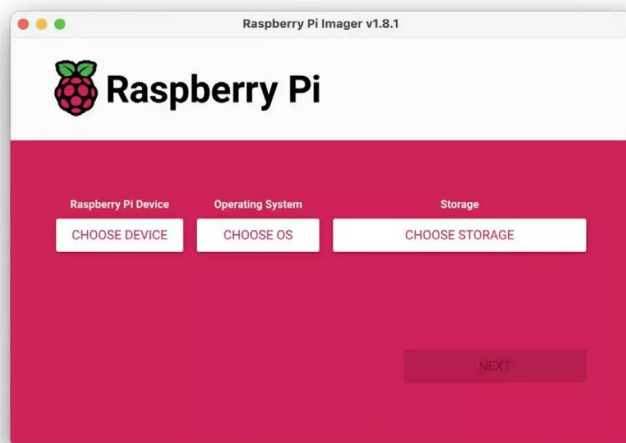 Raspberry Pi Imager v1.8.1
Raspberry Pi
Raspberry Pi Device Operating System Storage
CHOOSE DEVICE CHOOSE OS CHOOSE STORAGE
NEXT